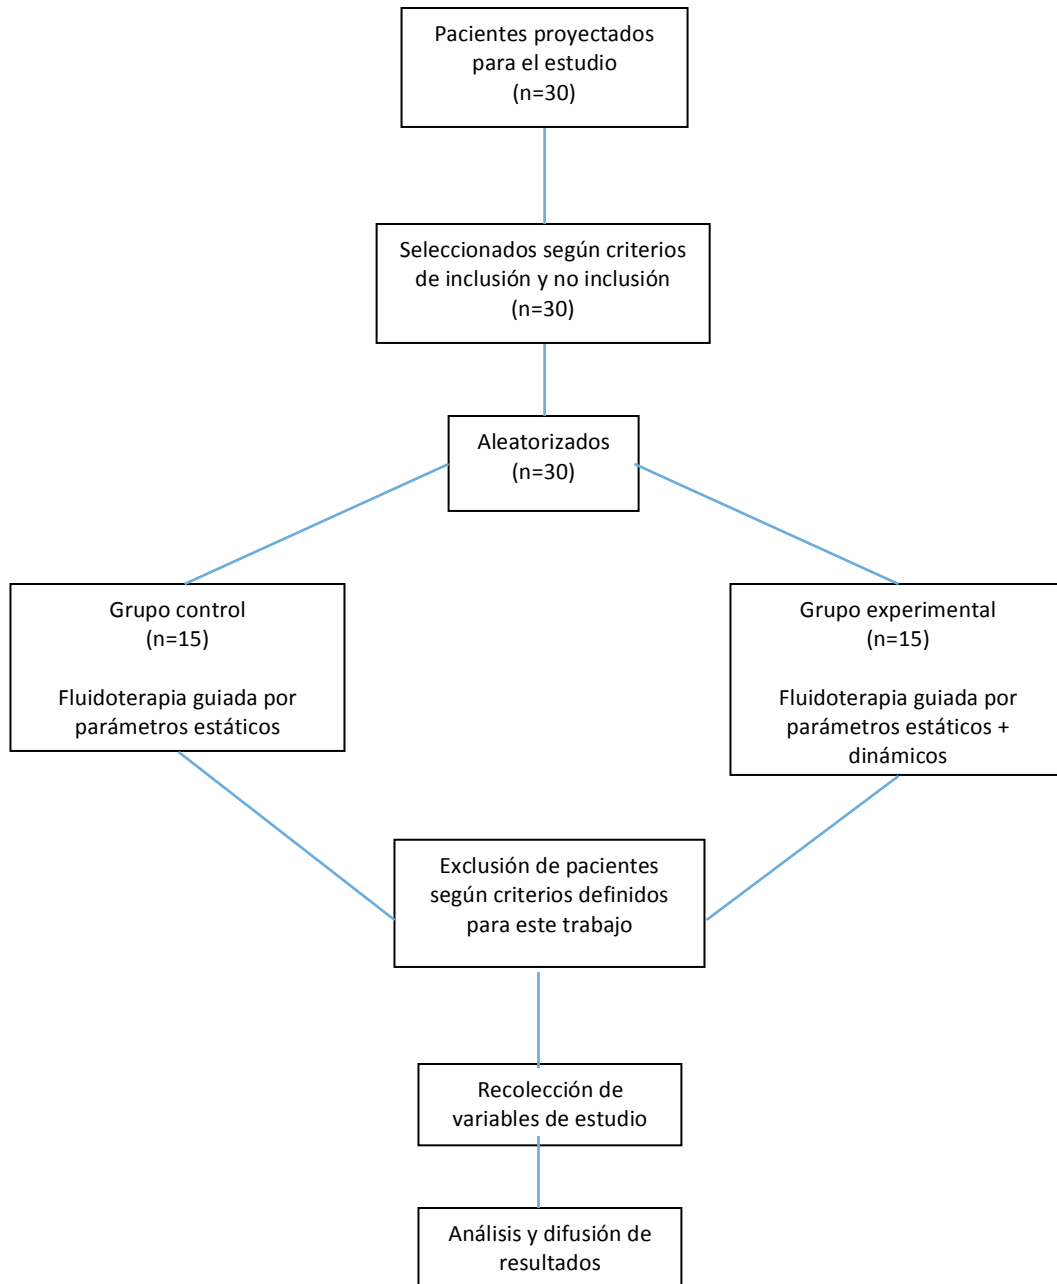 Pacientes proyectados
para el estudio
(n=30)
Seleccionados según criterios
de inclusión y no inclusión
(n=30)
Aleatorizados
(n=30)
Grupo control
(n=15)
Fluidoterapia guiada por
parámetros estáticos
Grupo experimental
(n=15)
Fluidoterapia guiada por
parámetros estáticos +
dinámicos
Exclusión de pacientes
según criterios definidos
para este trabajo
Recolección de
variables de estudio
Análisis y difusión de
resultados